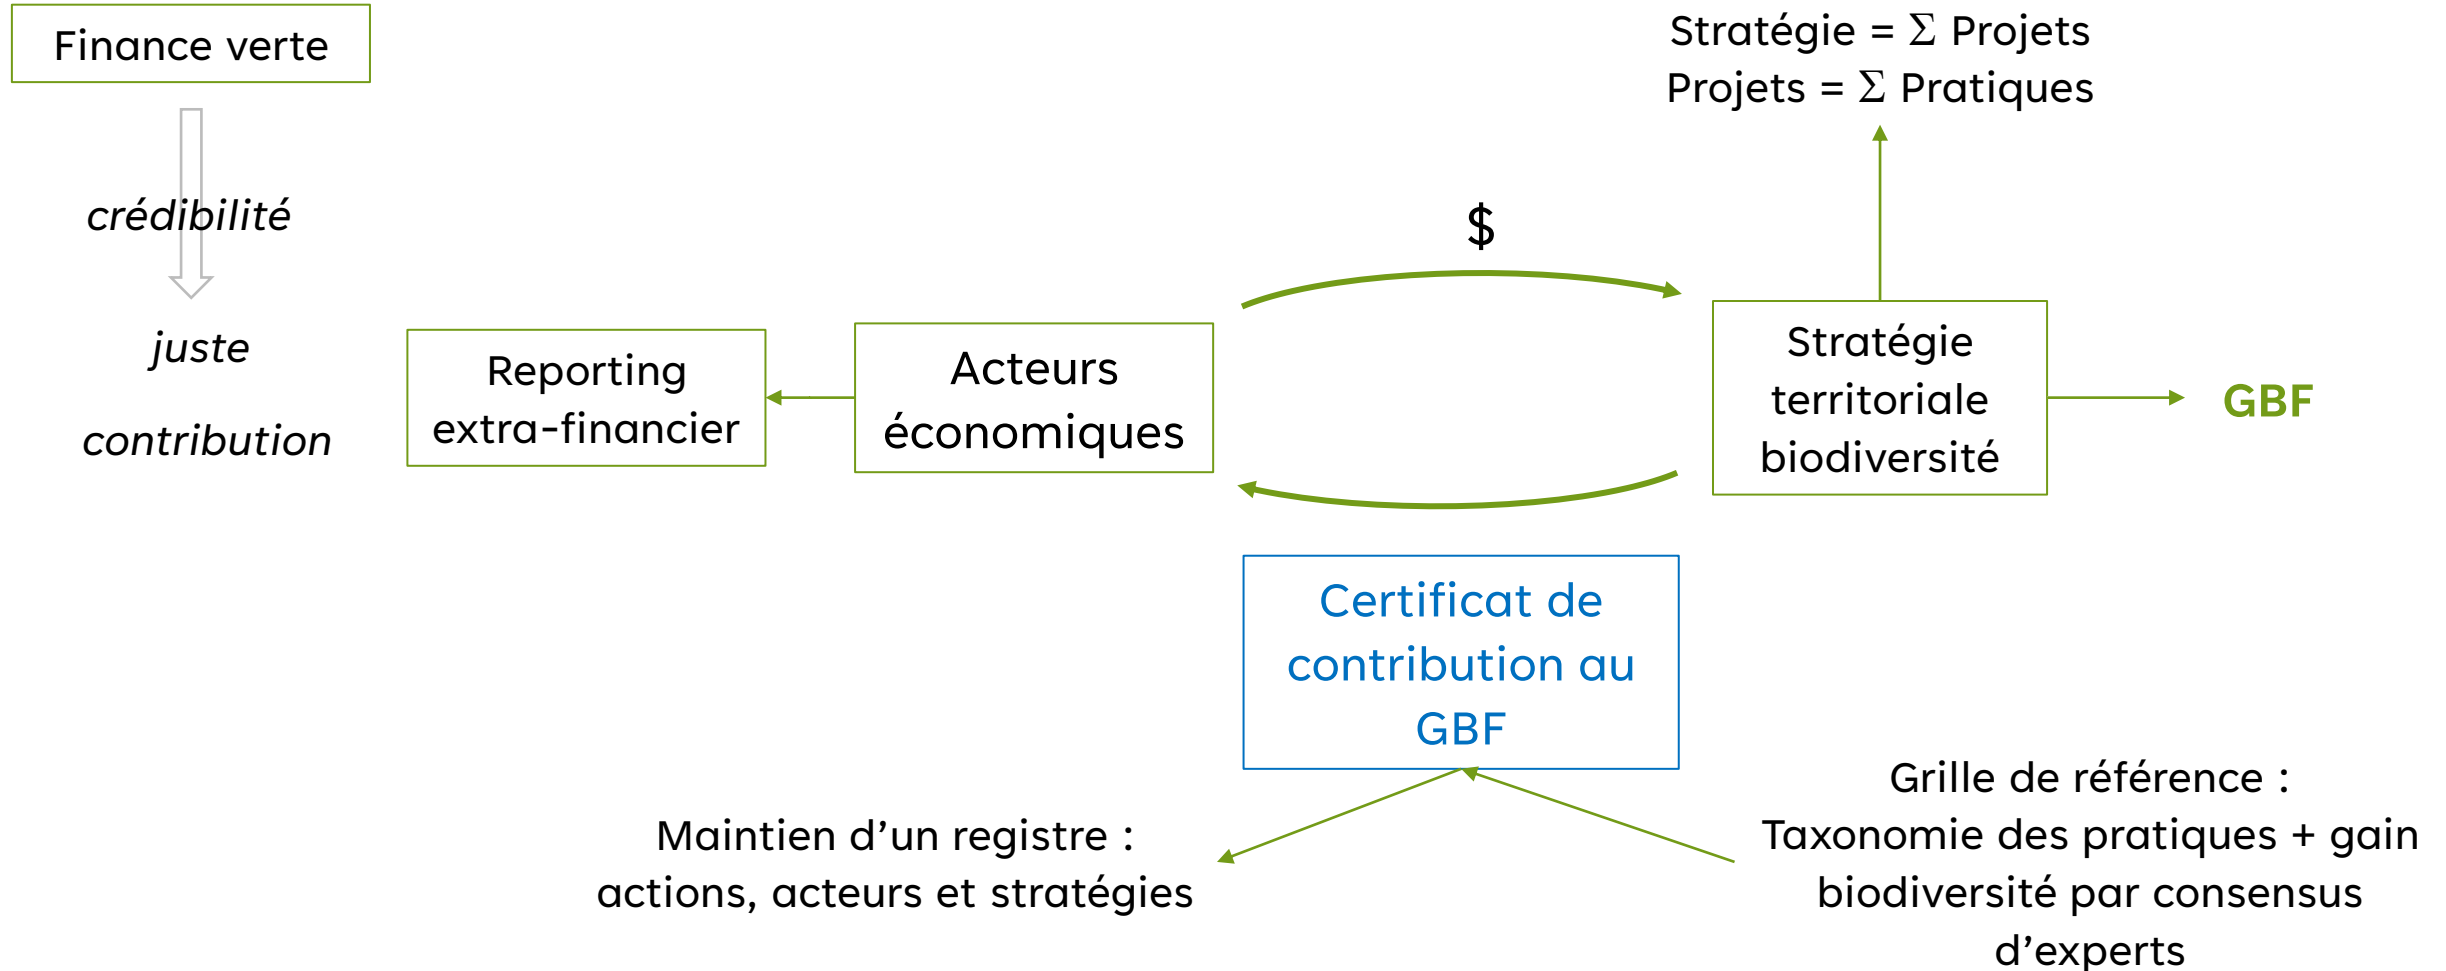 Finance verte
crédibilité
juste
contribution
Reporting
extra-financier
Acteurs
économiques
$
Stratégie = Σ Projets
Projets = Σ Pratiques
Stratégie
territoriale
biodiversité
GBF
Certificat de
contribution au
GBF
Maintien d’un registre :
actions, acteurs et stratégies
Grille de référence :
Taxonomie des pratiques + gain
biodiversité par consensus
d’experts